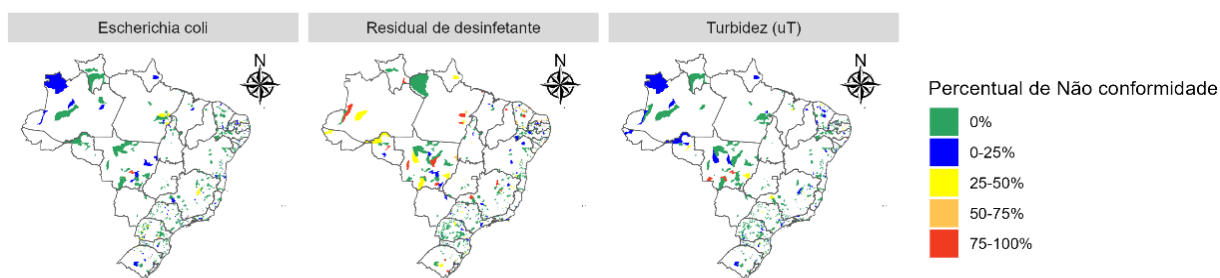 Escherichia coli
Residual de desinfetante
Turbidez (uT)
N
N
N
Percentual de Não conformidade
0%
0-25%
25-50%
50-75%
75-100%